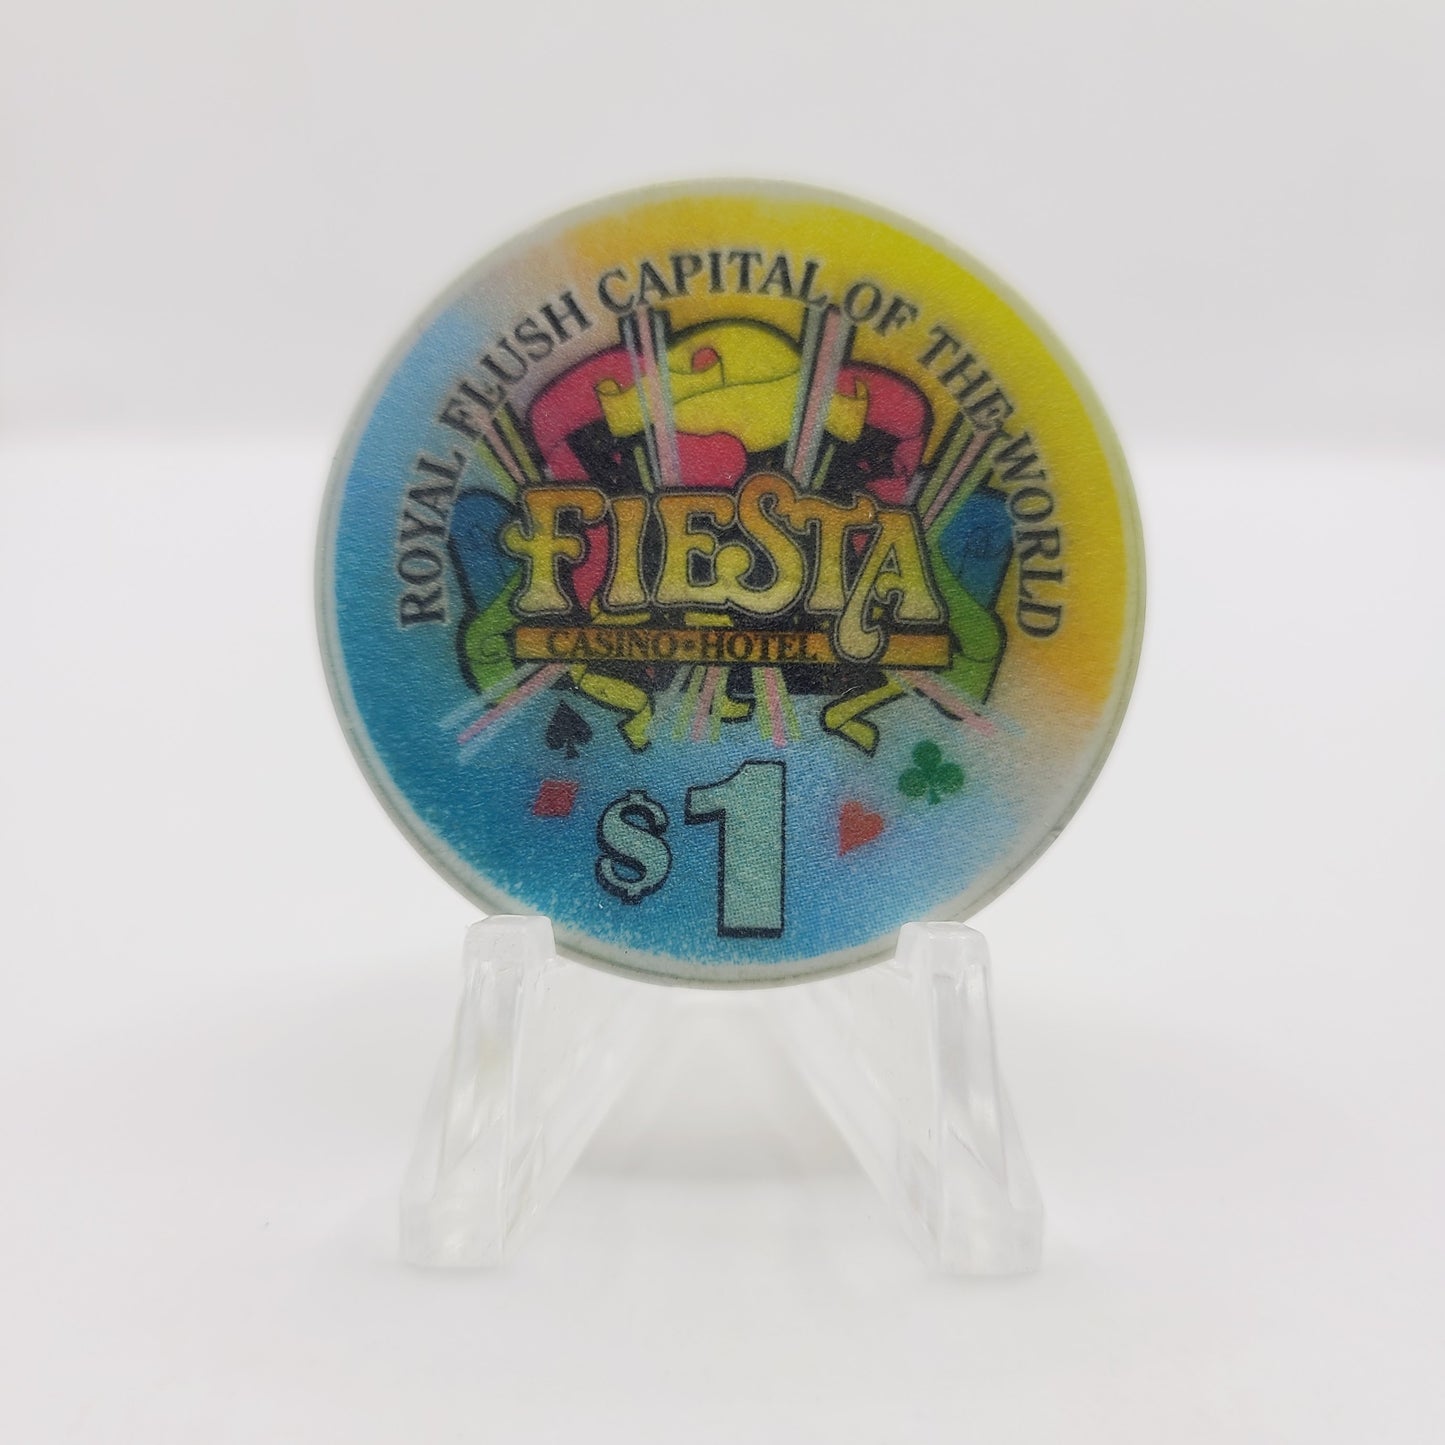 ROYAL FLUSH CAPITAL OF THE WORLD
FIESTA
CASINO•HOTEL
$1